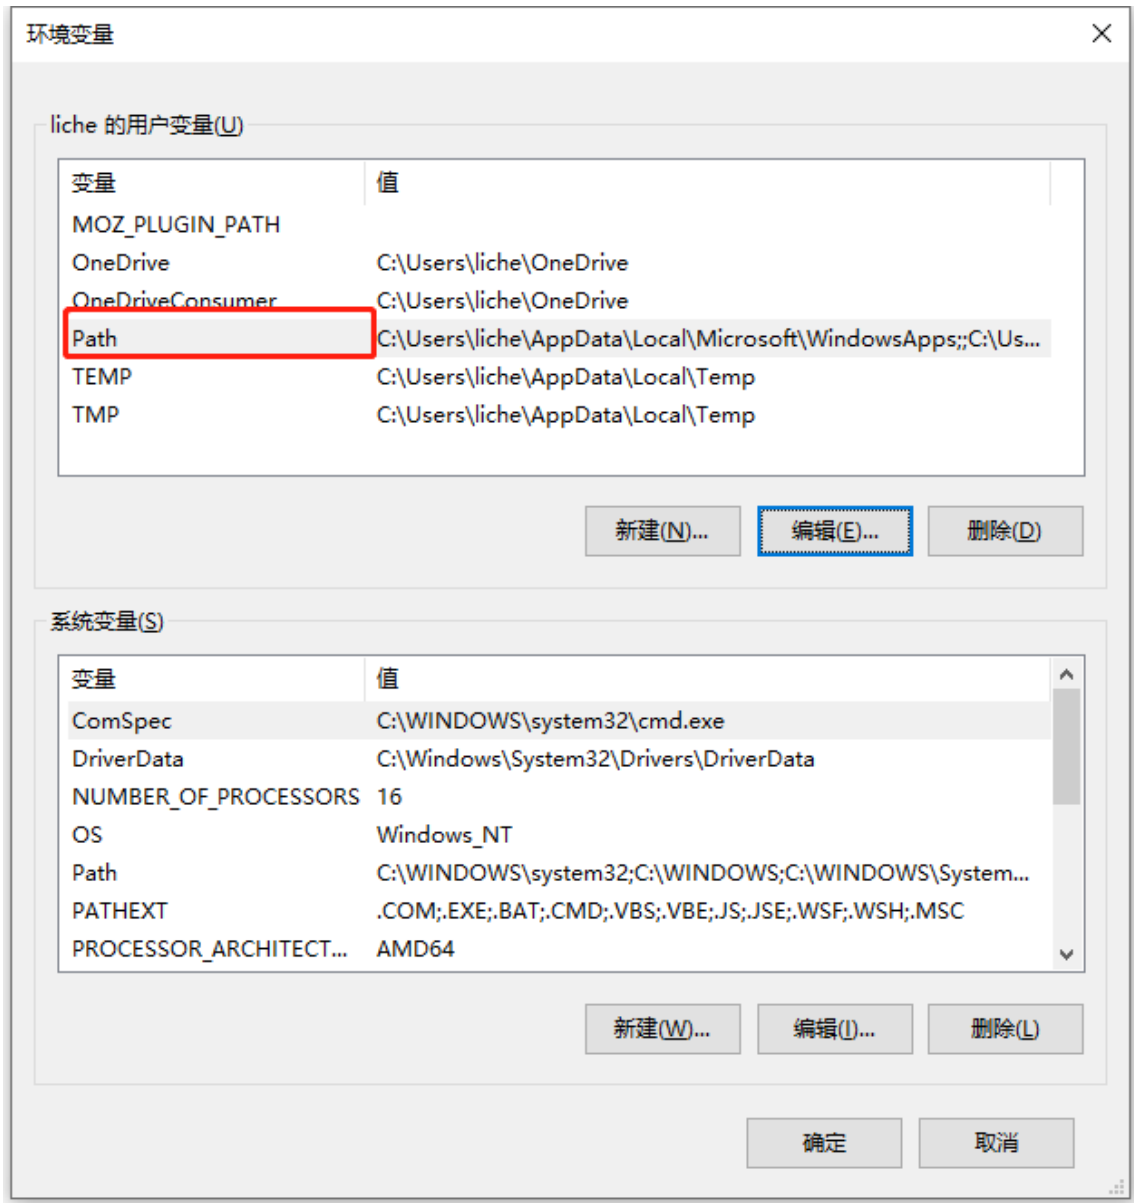 环境变量
liche 的用户变量(U)
变量 值
MOZ_PLUGIN_PATH
OneDrive C:\Users\liche\OneDrive
OneDriveConsumer C:\Users\liche\OneDrive
Path C:\Users\liche\AppData\Local\Microsoft\WindowsApps;;C:\Us...
TEMP C:\Users\liche\AppData\Local\Temp
TMP C:\Users\liche\AppData\Local\Temp
新建(N)... 编辑(E)... 删除(D)
系统变量(S)
变量 值
ComSpec C:\WINDOWS\system32\cmd.exe
DriverData C:\Windows\System32\Drivers\DriverData
NUMBER_OF_PROCESSORS 16
OS Windows_NT
Path C:\WINDOWS\system32;C:\WINDOWS;C:\WINDOWS\System...
PATHEXT .COM;.EXE;.BAT;.CMD;.VBS;.VBE;.JS;.JSE;.WSF;.WSH;.MSC
PROCESSOR_ARCHITECT... AMD64
新建(W)... 编辑(I)... 删除(L)
确定 取消